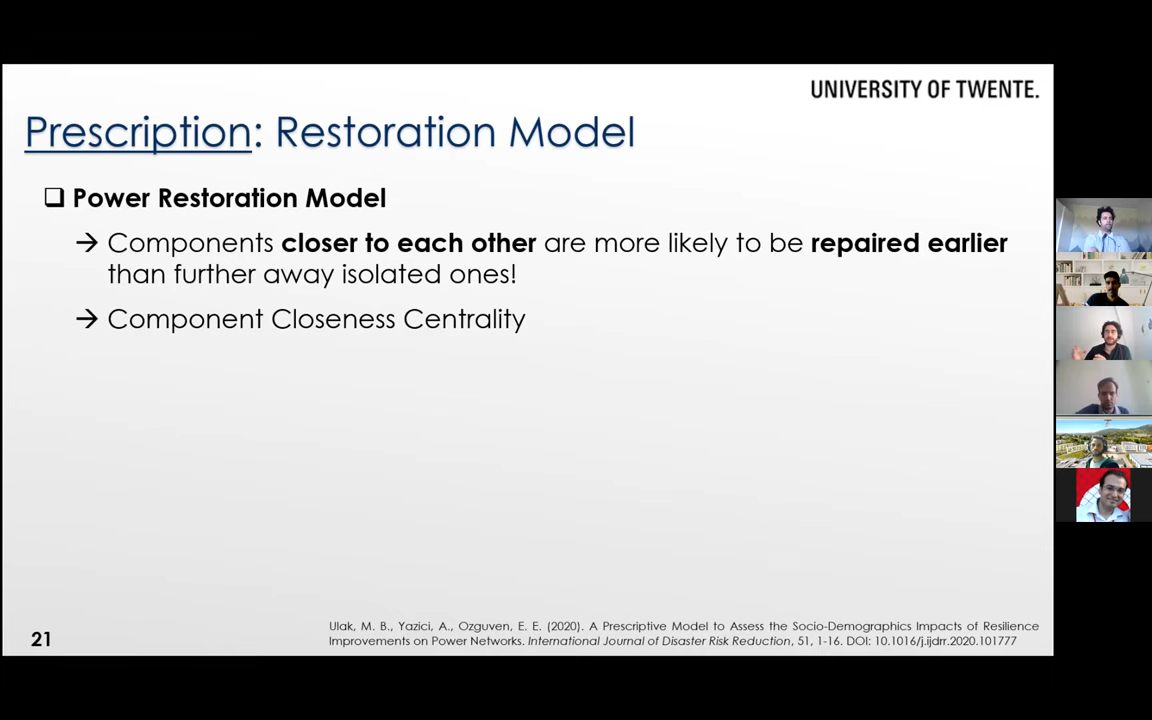 UNIVERSITY OF TWENTE.
Prescription: Restoration Model
❑ Power Restoration Model
→ Components closer to each other are more likely to be repaired earlier
than further away isolated ones!
→ Component Closeness Centrality
Ulak, M. B., Yazici, A., Ozguven, E. E. (2020). A Prescriptive Model to Assess the Socio-Demographics Impacts of Resilience
Improvements on Power Networks. International Journal of Disaster Risk Reduction, 51, 1-16. DOI: 10.1016/j.ijdrr.2020.101777
21